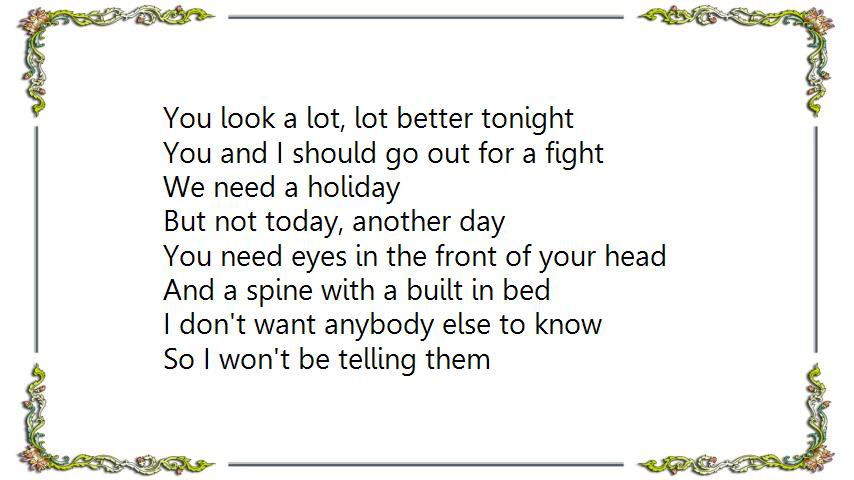 You look a lot, lot better tonight
You and I should go out for a fight
We need a holiday
But not today, another day
You need eyes in the front of your head
And a spine with a built in bed
I don't want anybody else to know
So I won't be telling them